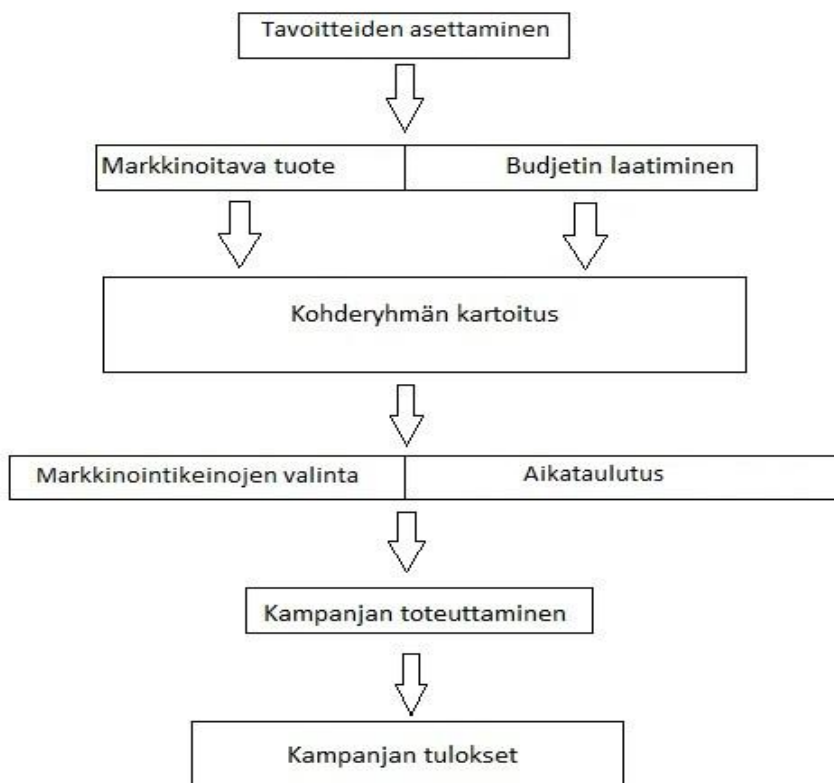 Tavoitteiden asettaminen
Markkinoitava tuote
Budjetin laatiminen
Kohderyhmän kartoitus
Markkinointikeinojen valinta
Aikataulutus
Kampanjan toteuttaminen
Kampanjan tulokset